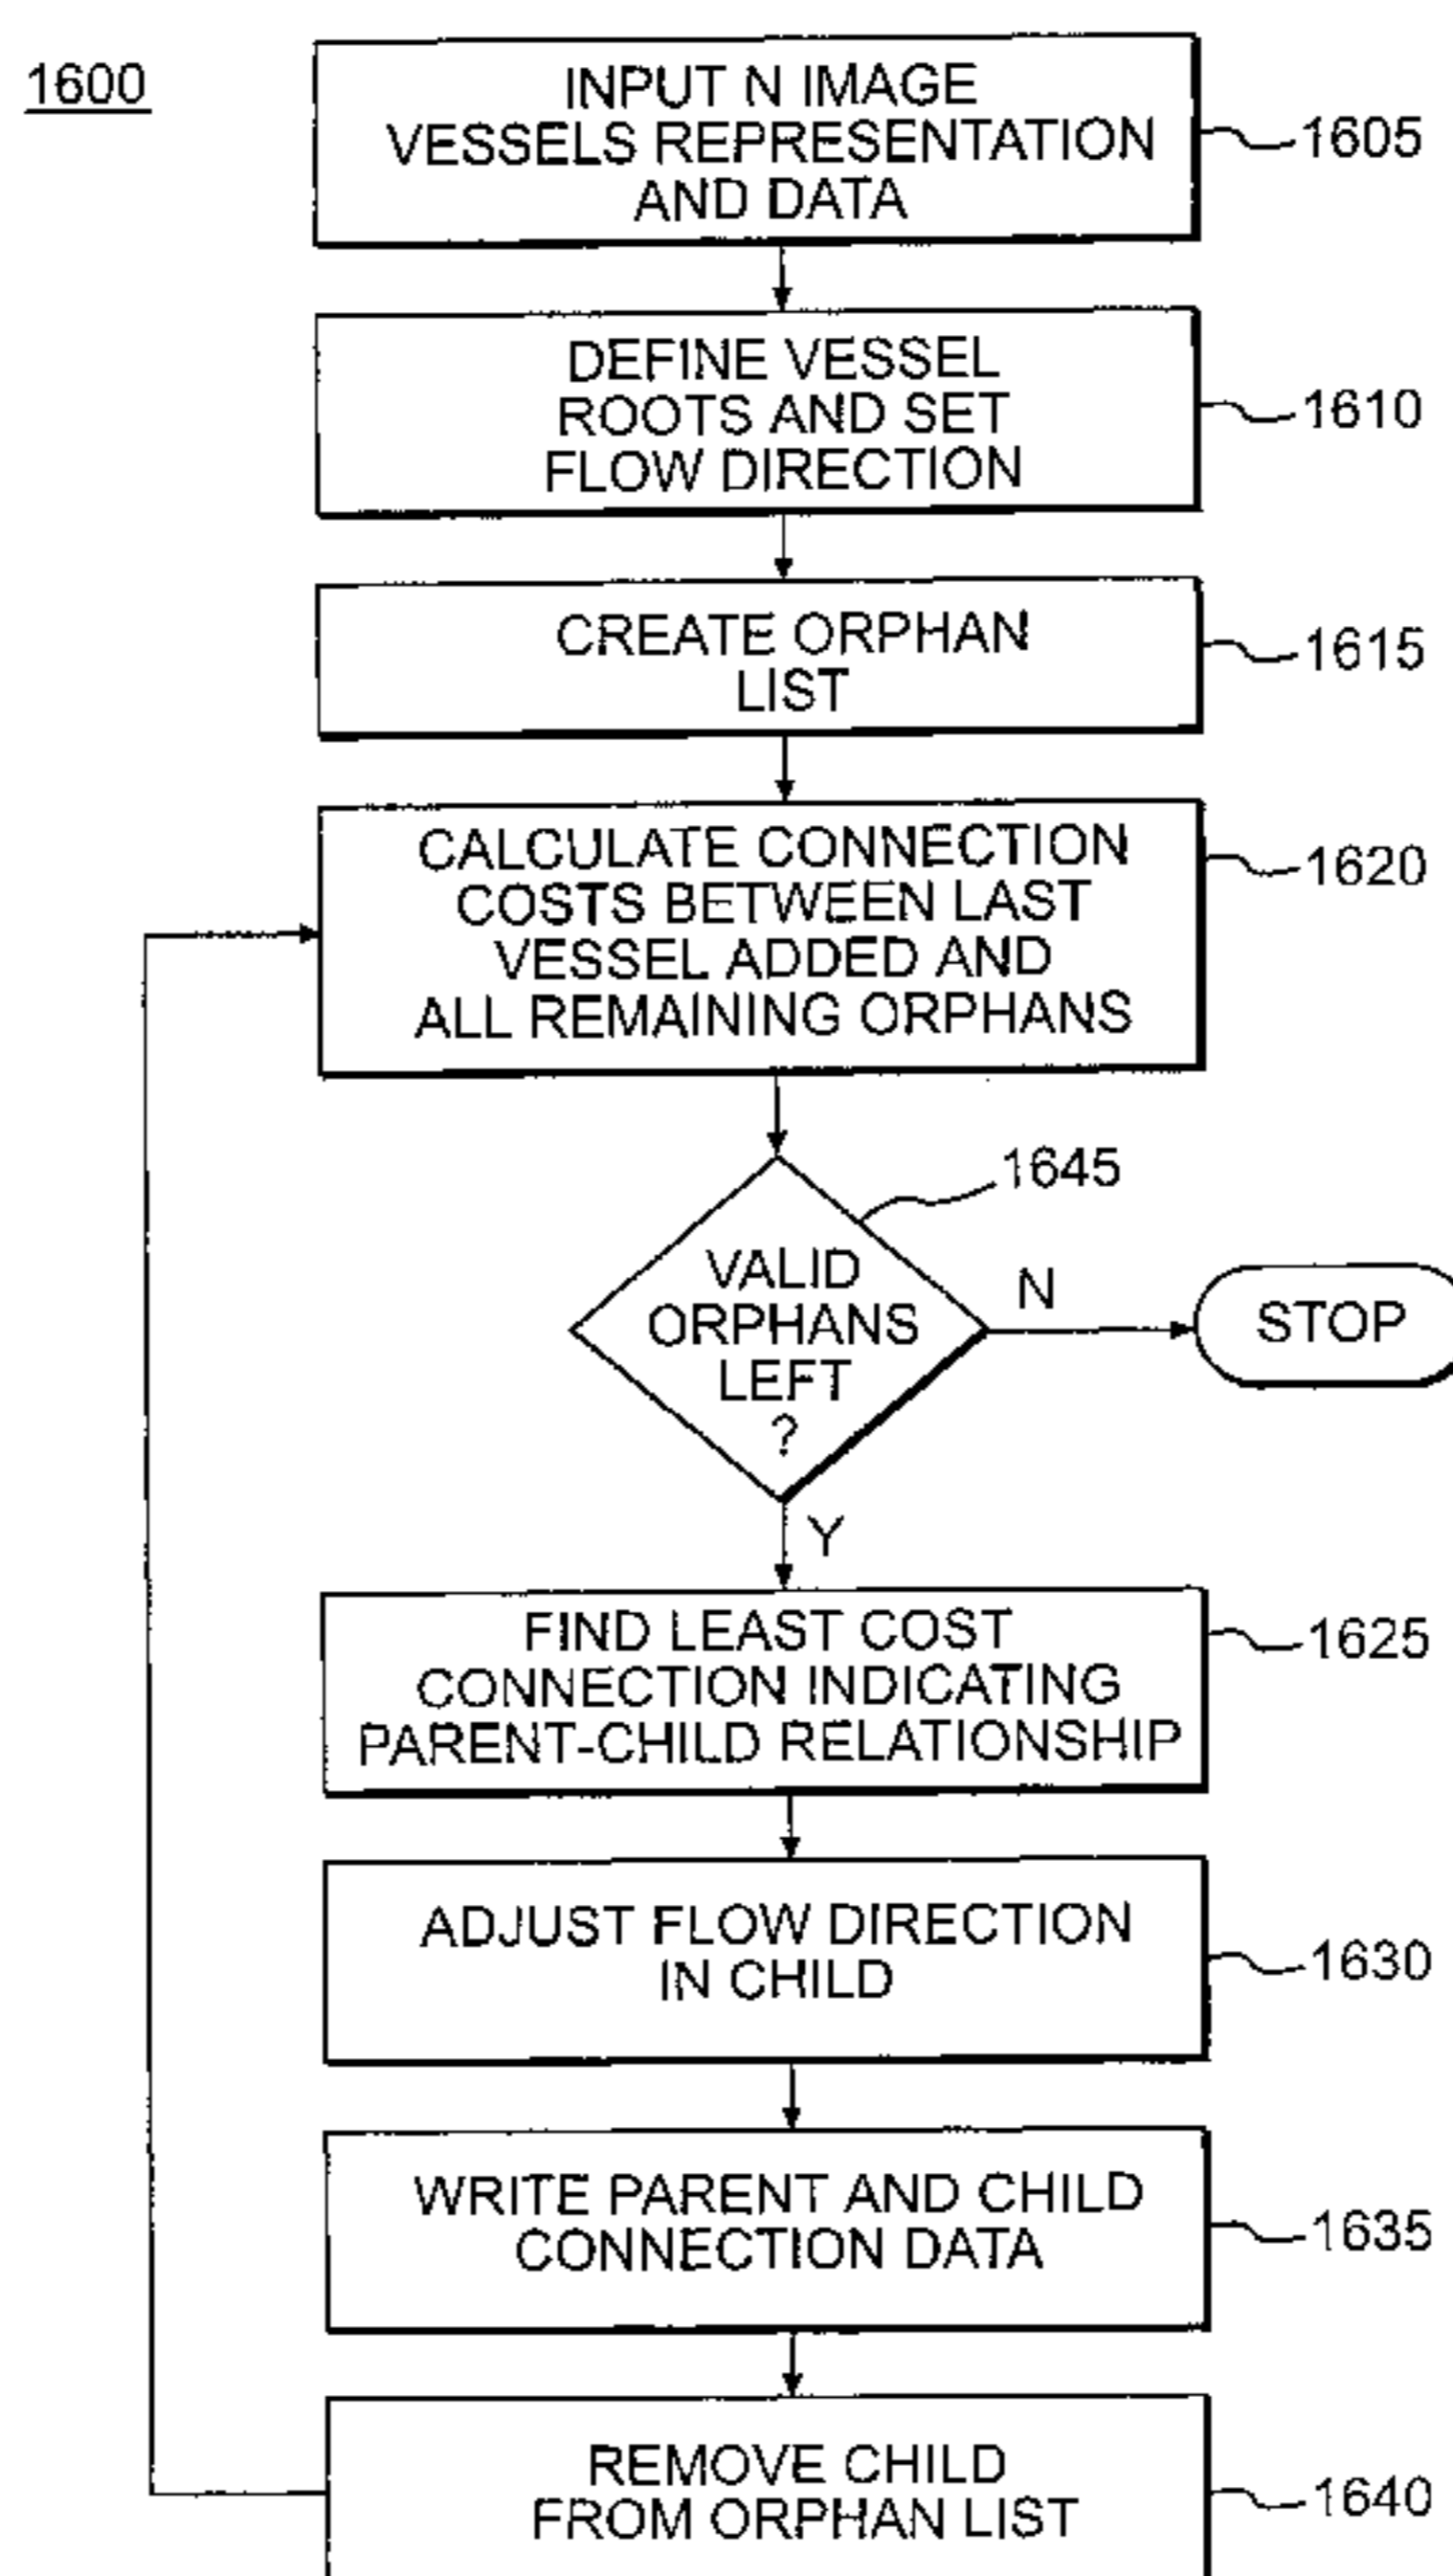 1600
INPUT N IMAGE
VESSELS REPRESENTATION
AND DATA
1605
DEFINE VESSEL
ROOTS AND SET
FLOW DIRECTION
1610
CREATE ORPHAN
LIST
1615
CALCULATE CONNECTION
COSTS BETWEEN LAST
VESSEL ADDED AND
ALL REMAINING ORPHANS
1620
1645
VALID
ORPHANS
LEFT
?
N
STOP
Y
FIND LEAST COST
CONNECTION INDICATING
PARENT-CHILD RELATIONSHIP
1625
ADJUST FLOW DIRECTION
IN CHILD
1630
WRITE PARENT AND CHILD
CONNECTION DATA
1635
REMOVE CHILD
FROM ORPHAN LIST
1640